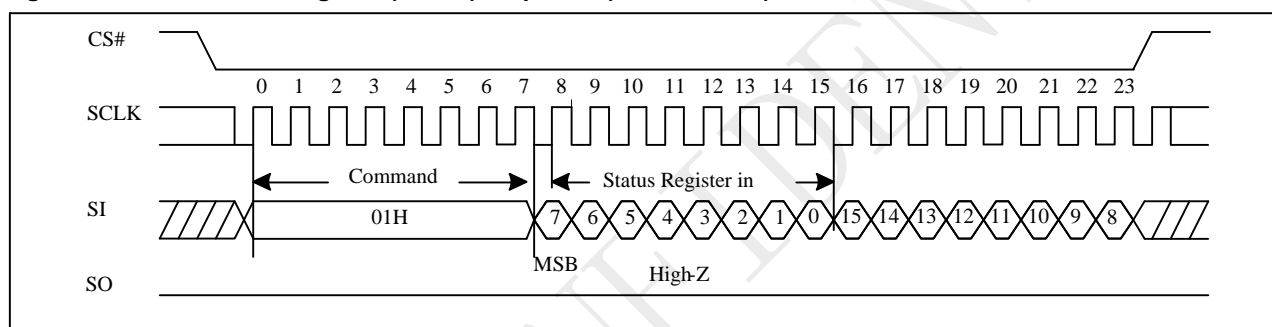 CS#
0 1 2 3 4 5 6 7 8 9 10 11 12 13 14 15 16 17 18 19 20 21 22 23
SCLK
Command Status Register in
SI 01H 7 6 5 4 3 2 1 0 15 14 13 12 11 10 9 8
MSB High-Z
SO